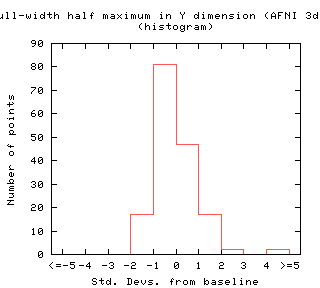 ull-width half maximum in Y dimension (AFNI 3d
(histogram)
90
80
70
60
50
40
30
20
10
0
Number of points
<=-5 -4 -3 -2 -1 0 1 2 3 4 >=5
Std. Devs. from baseline